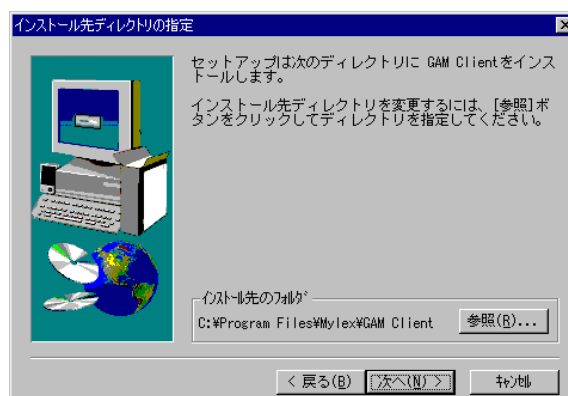 インストール先ディレクトリの指定
セットアップは次のディレクトリに GAM Clientをインス
トールします。
インストール先ディレクトリを変更するには、[参照]ボ
タンをクリックしてディレクトリを指定してください。
ｲﾝｽﾄｰﾙ先のﾌｫﾙﾀﾞ
C:¥Program Files¥Mylex¥GAM Client
参照(R)...
< 戻る(B)
次へ(N) >
ｷｬﾝｾﾙ